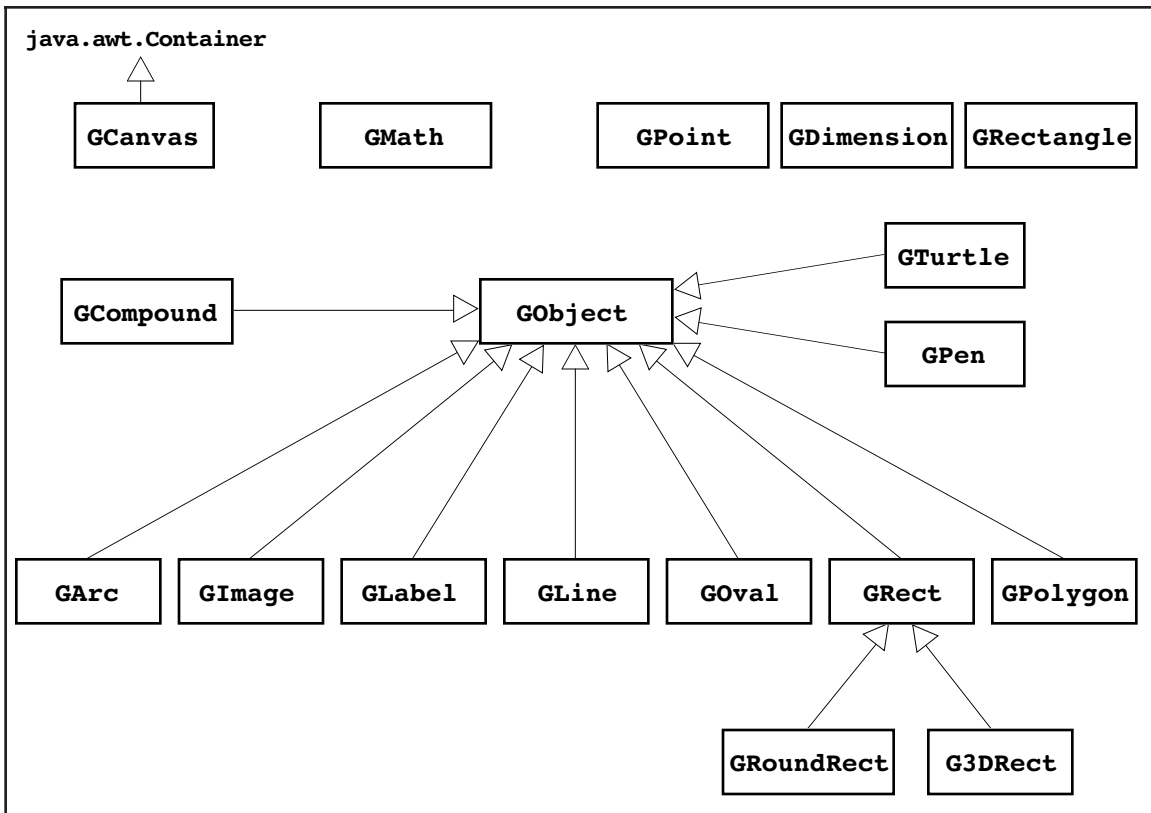 java.awt.Container
GCanvas
GMath
GPoint
GDimension
GRectangle
GTurtle
GCompound
GObject
GPen
GArc
GImage
GLabel
GLine
GOval
GRect
GPolygon
GRoundRect
G3DRect